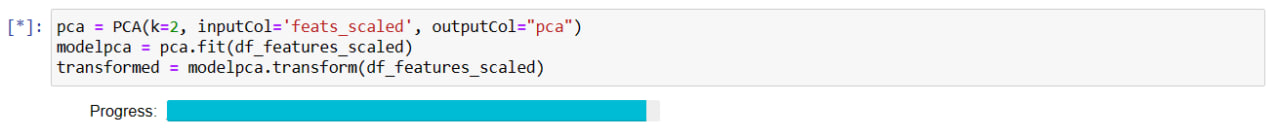 [*]: pca = PCA(k=2, inputCol='feats_scaled', outputCol="pca")
modelpca = pca.fit(df_features_scaled)
transformed = modelpca.transform(df_features_scaled)
Progress: